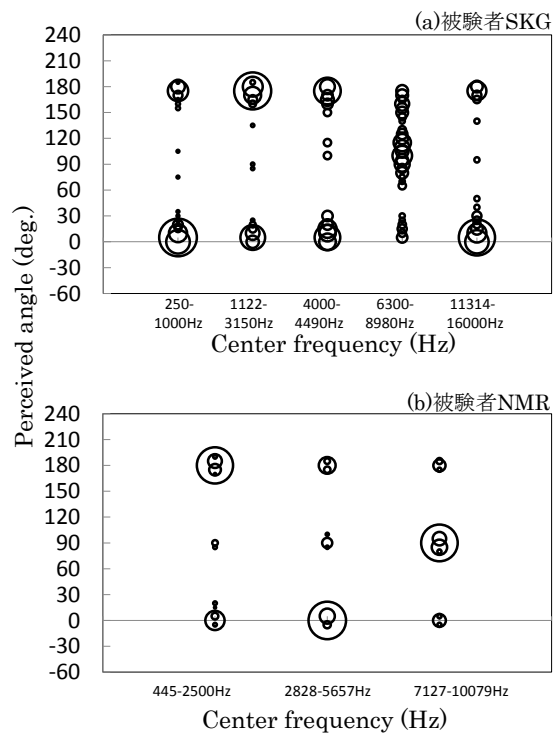 (a)被験者SKG
240
210
180
150
120
90
60
30
0
-30
-60
250-
1000Hz
1122-
3150Hz
4000-
4490Hz
6300-
8980Hz
11314-
16000Hz
Center frequency (Hz)
Perceived angle (deg.)
(b)被験者NMR
240
210
180
150
120
90
60
30
0
-30
-60
445-2500Hz
2828-5657Hz
7127-10079Hz
Center frequency (Hz)